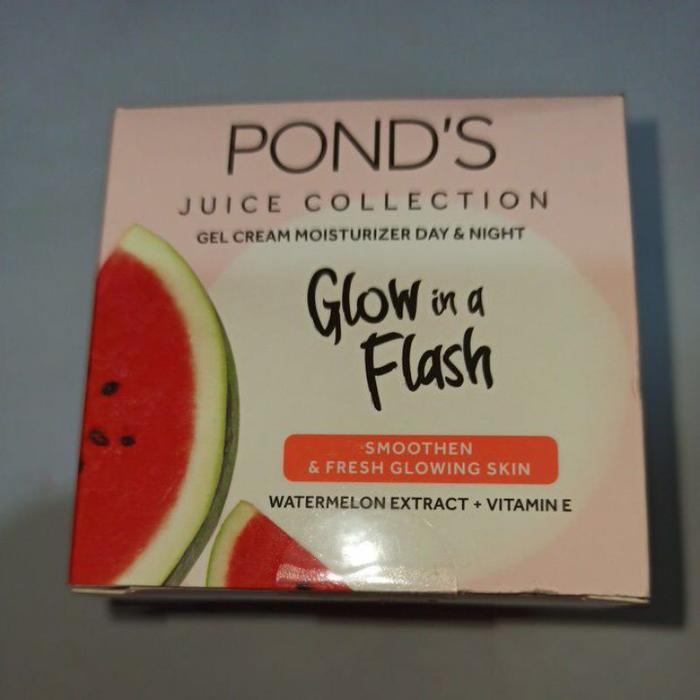 POND'S
JUICE COLLECTION
GEL CREAM MOISTURIZER DAY & NIGHT
Glow in a
Flash
SMOOTHEN
& FRESH GLOWING SKIN
WATERMELON EXTRACT + VITAMIN E